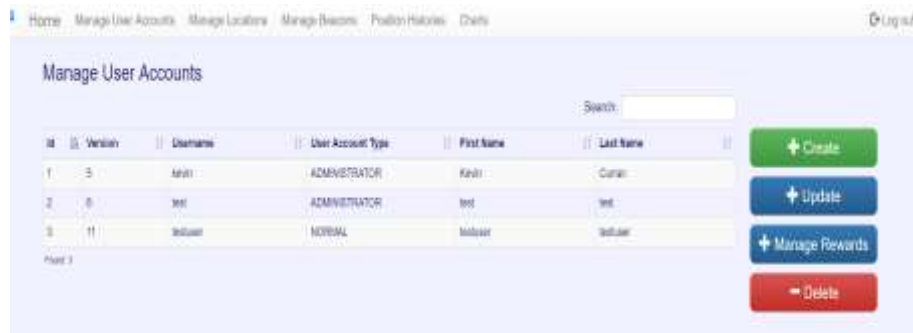 Home Manage User Accounts Manage Locations Manage Beacons Position Histories Charts Log out
Manage User Accounts
Search:
Id Version Username User Account Type First Name Last Name
1 5 kevin ADMINISTRATOR Kevin Curran
2 6 test ADMINISTRATOR test test
3 11 testuser NORMAL testuser testuser
Found: 3
Create
Update
Manage Rewards
Delete